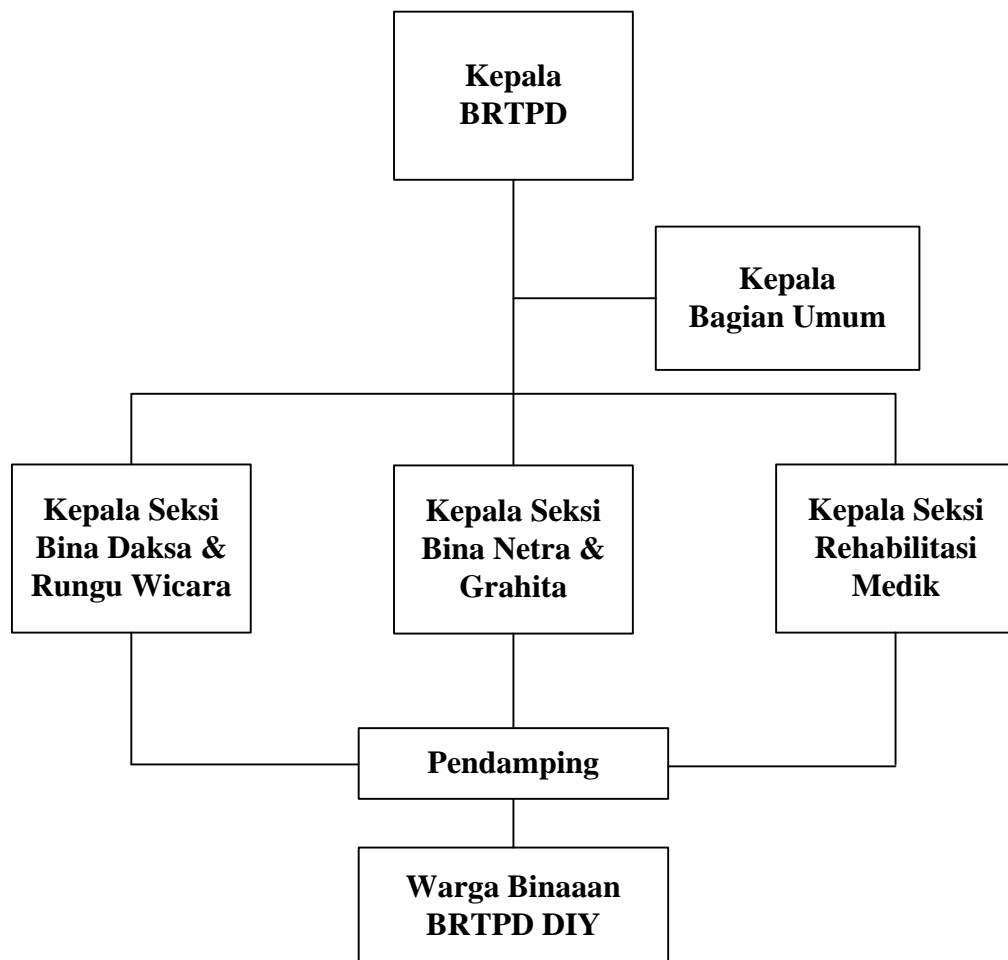 Kepala
BRTPD
Kepala
Bagian Umum
Kepala Seksi
Bina Daksa &
Rungu Wicara
Kepala Seksi
Bina Netra &
Grahita
Kepala Seksi
Rehabilitasi
Medik
Pendamping
Warga Binaaan
BRTPD DIY